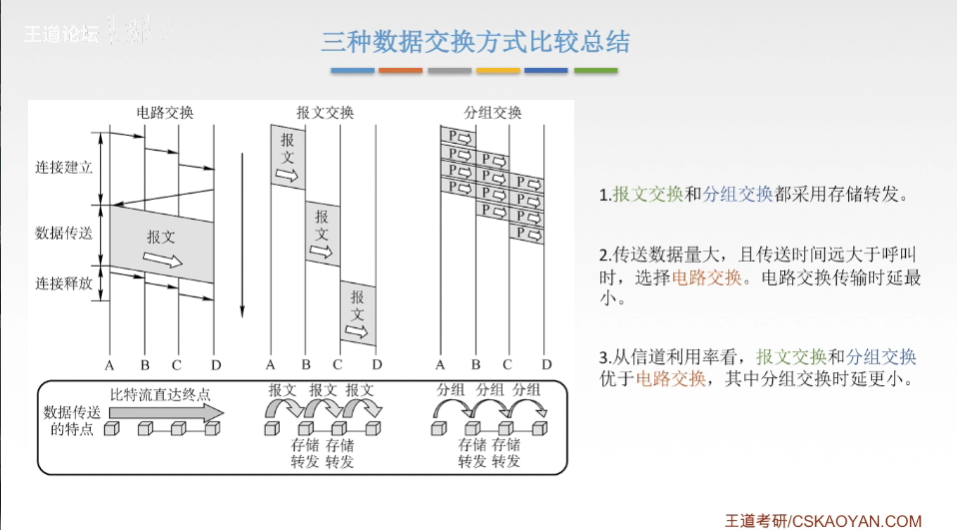 王道论坛
三种数据交换方式比较总结
电路交换
报文交换
分组交换
连接建立
数据传送
连接释放
报文
报
文
报
文
报
文
P
P
P
P
P
P
P
P
P
P
P
P
A B C D
A B C D
A B C D
数据传送
的特点
比特流直达终点
报文 报文 报文
存储 存储
转发 转发
分组 分组 分组
存储 存储
转发 转发
1.报文交换和分组交换都采用存储转发。
2.传送数据量大，且传送时间远大于呼叫
时，选择电路交换。电路交换传输时延最
小。
3.从信道利用率看，报文交换和分组交换
优于电路交换，其中分组交换时延更小。
王道考研/CSKAOYAN.COM